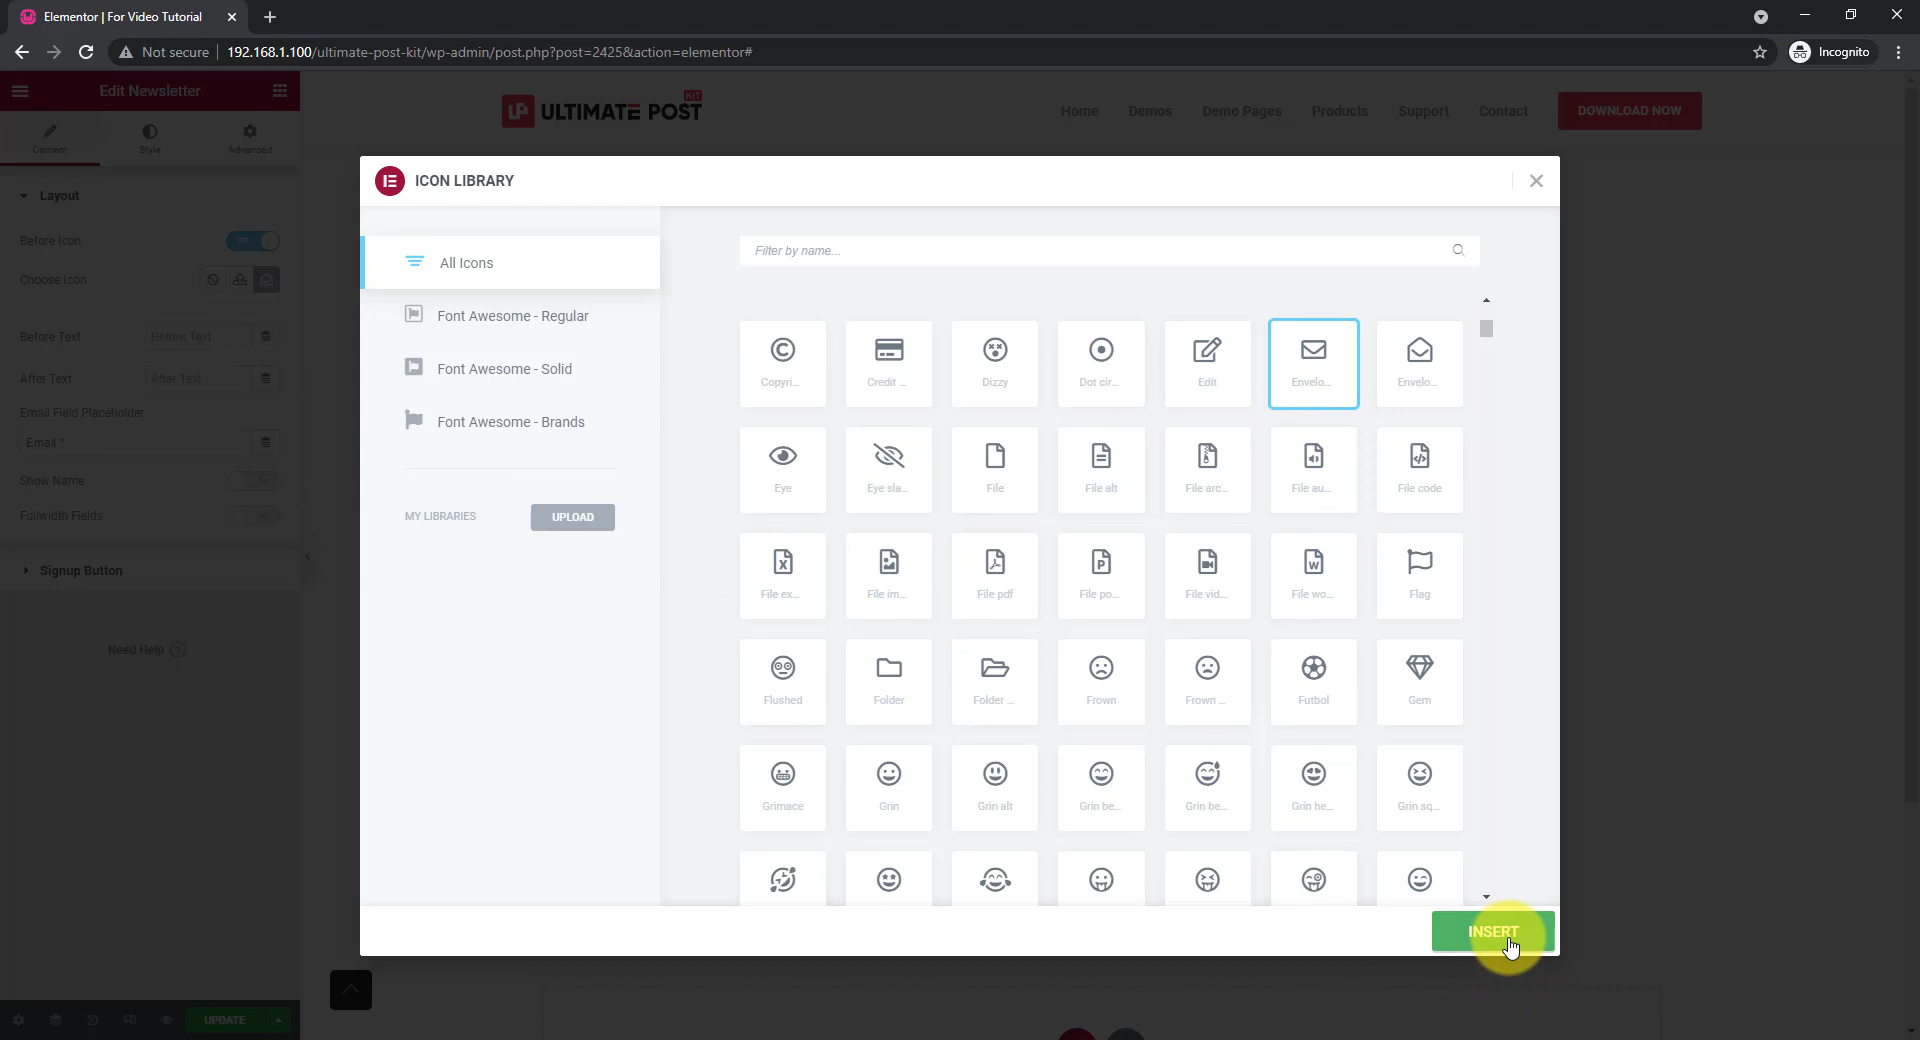 Elementor | For Video Tutorial
Not secure
192.168.1.100/ultimate-post-kit/wp-admin/post.php?post=2425&action=elementor#
Incognito
Edit Newsletter
Content
Style
Advanced
Layout
Before Icon
Choose Icon
Before Text
Before Text
After Text
After Text
Email Field Placeholder
Email *
Show Name
Fullwidth Fields
Signup Button
Need Help
UPDATE
ULTIMATE POST
KIT
Home
Demos
Demo Pages
Products
Support
Contact
DOWNLOAD NOW
ICON LIBRARY
All Icons
Font Awesome - Regular
Font Awesome - Solid
Font Awesome - Brands
MY LIBRARIES
UPLOAD
Filter by name...
Copyri...
Credit ...
Dizzy
Dot cir...
Edit
Envelo...
Envelo...
Eye
Eye sla...
File
File alt
File arc...
File au...
File code
File ex...
File im...
File pdf
File po...
File vid...
File wo...
Flag
Flushed
Folder
Folder ...
Frown
Frown ...
Futbol
Gem
Grimace
Grin
Grin alt
Grin be...
Grin be...
Grin he...
Grin sq...
INSERT